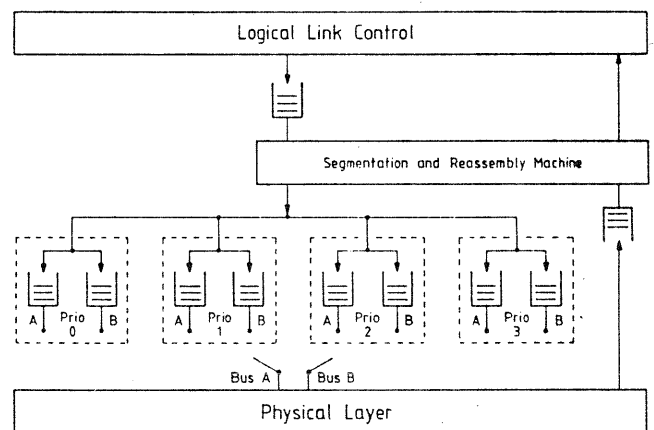 Logical Link Control
Segmentation and Reassembly Machine
A Prio 0 B
A Prio 1 B
A Prio 2 B
A Prio 3 B
Bus A Bus B
Physical Layer